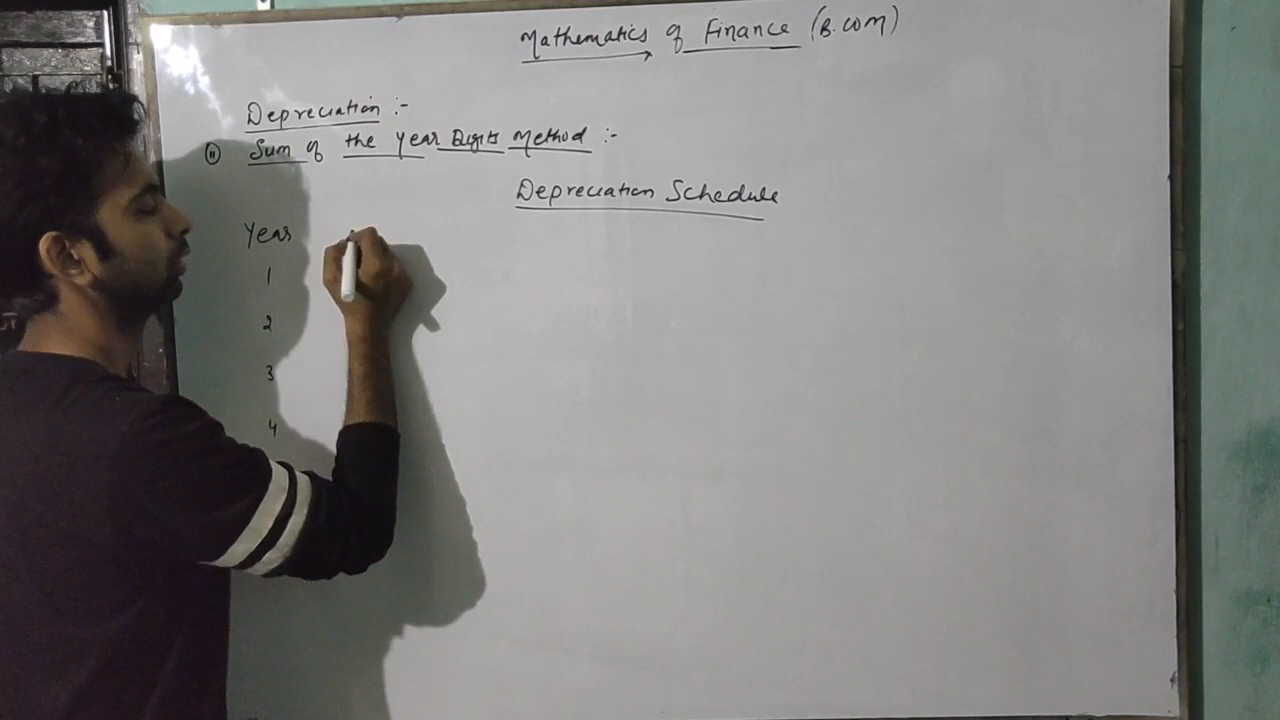 Mathematics of Finance (B.com)
Depreciation :-
(ii) Sum of the Year Digits Method :-
Depreciation Schedule
Year
1
2
3
4